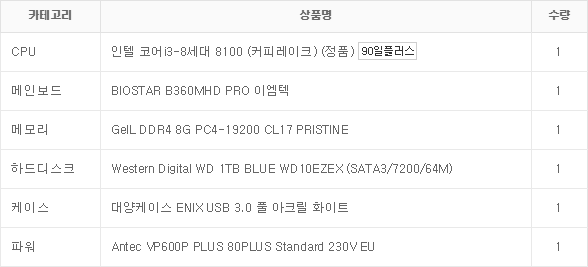 카테고리 상품명 수량
CPU 인텔 코어i3-8세대 8100 (커피레이크) (정품) 90일플러스 1
메인보드 BIOSTAR B360MHD PRO 이엠텍 1
메모리 GeIL DDR4 8G PC4-19200 CL17 PRISTINE 1
하드디스크 Western Digital WD 1TB BLUE WD10EZEX (SATA3/7200/64M) 1
케이스 대양케이스 ENIX USB 3.0 풀 아크릴 화이트 1
파워 Antec VP600P PLUS 80PLUS Standard 230V EU 1